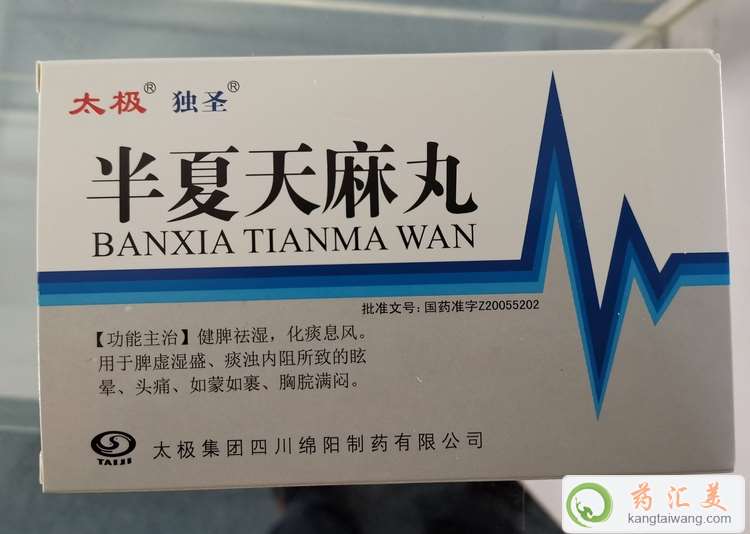 太极® 独圣®
半夏天麻丸
BANXIA TIANMA WAN
批准文号：国药准字Z20055202
【功能主治】健脾祛湿，化痰息风。
用于脾虚湿盛、痰浊内阻所致的眩
晕、头痛、如蒙如裹、胸脘满闷。
TAIJI
太极集团四川绵阳制药有限公司
药汇美
kangtaiwang.com